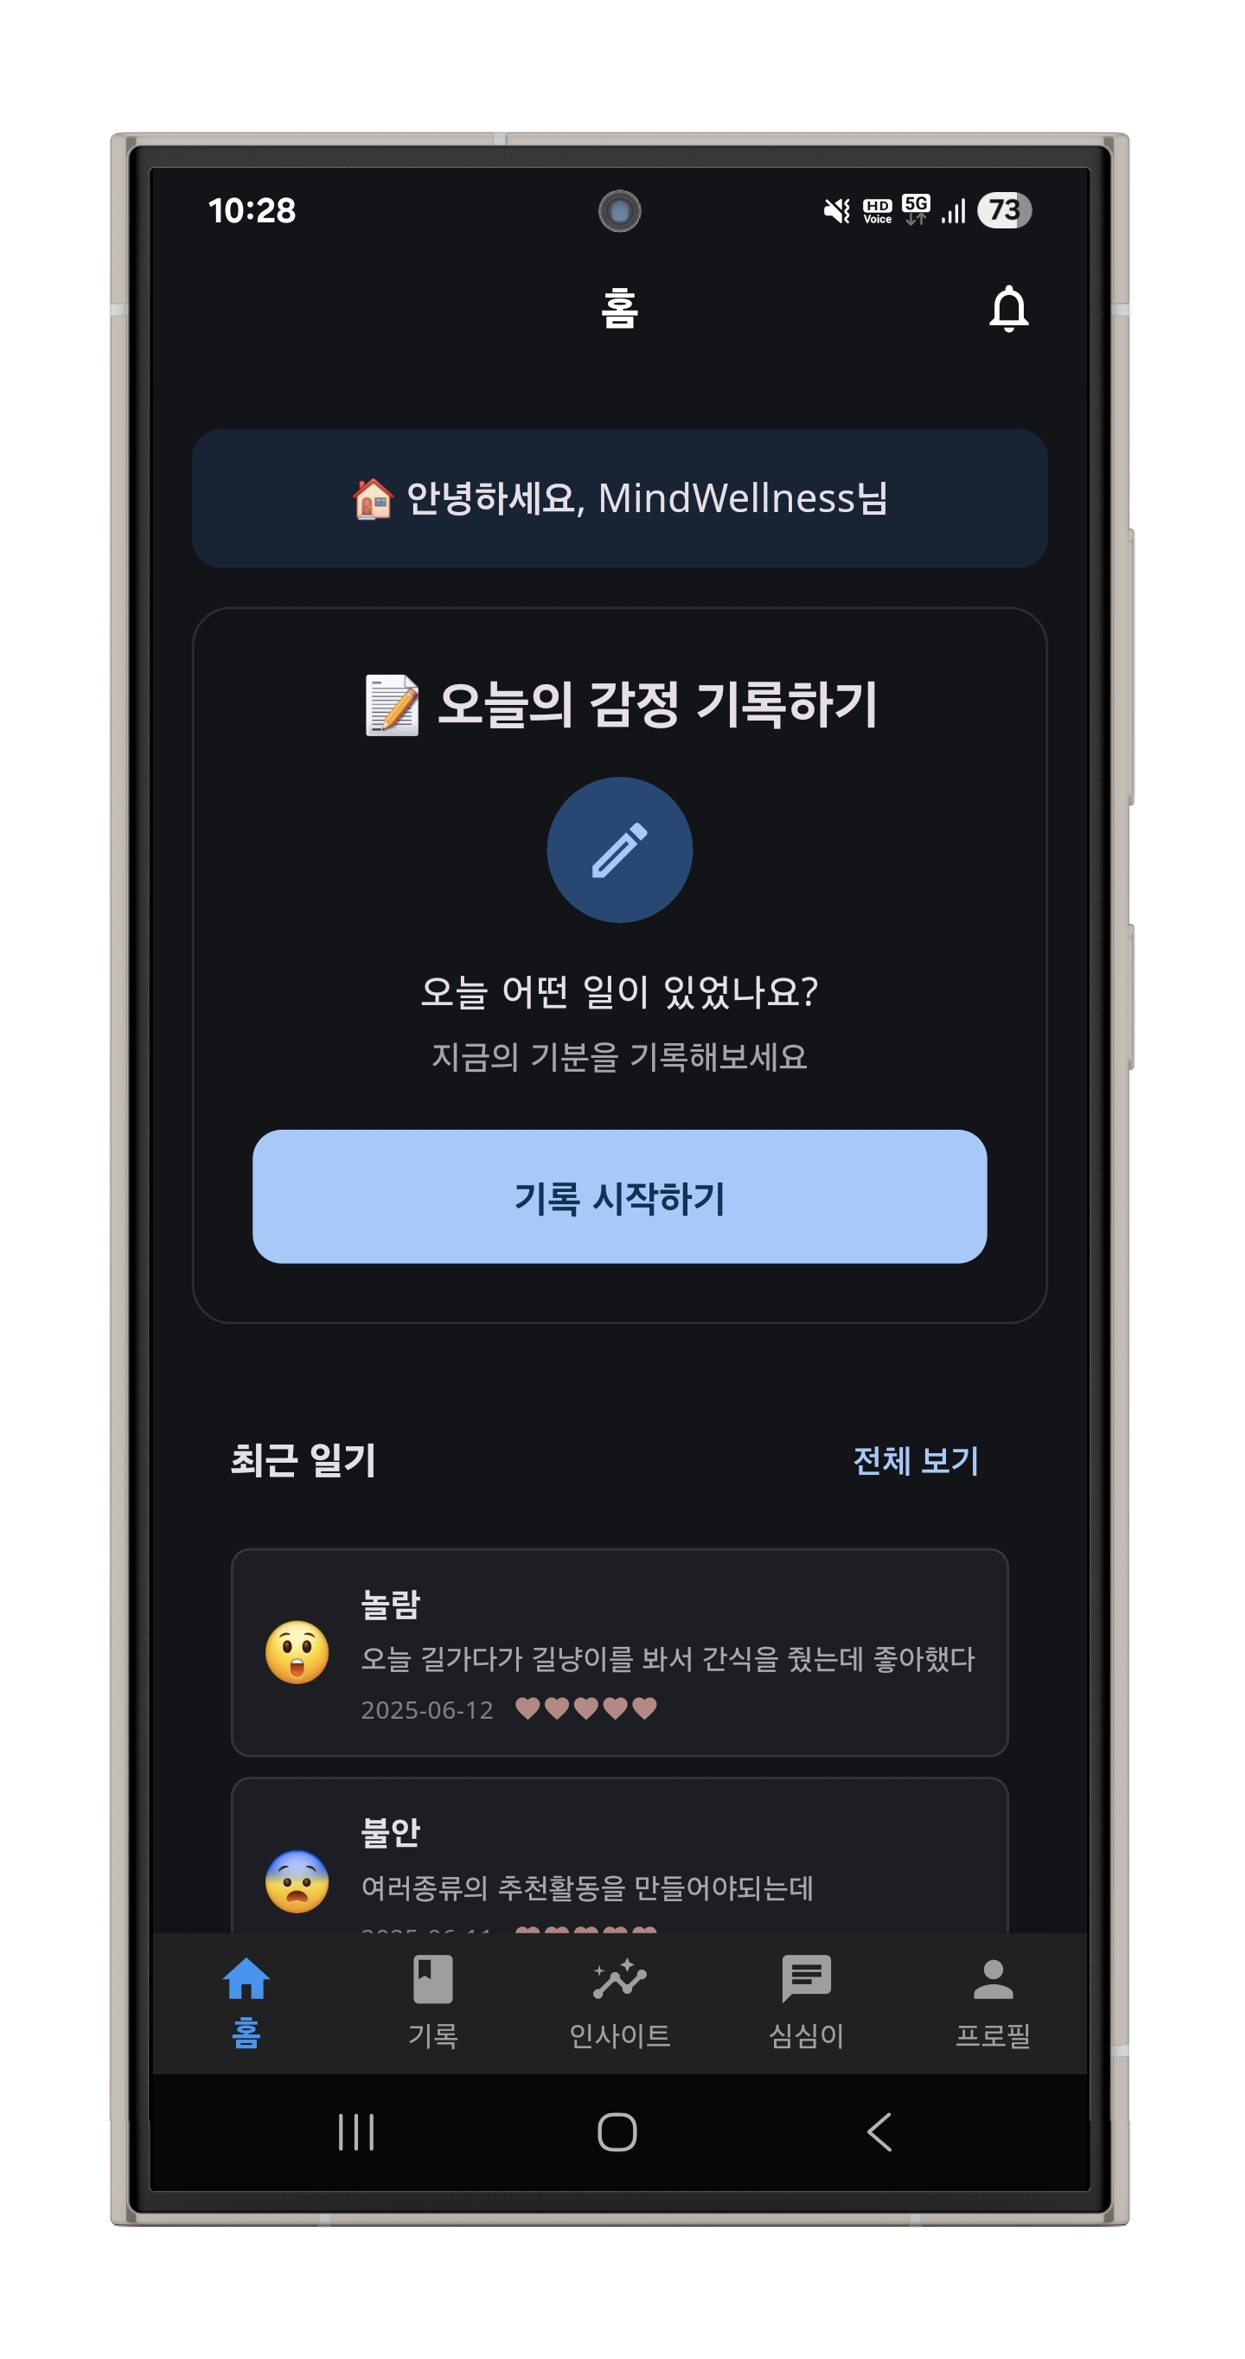 10:28
HD Voice 5G 73
홈
안녕하세요, MindWellness님
오늘의 감정 기록하기
오늘 어떤 일이 있었나요?
지금의 기분을 기록해보세요
기록 시작하기
최근 일기 전체 보기
놀람
오늘 길가다가 길냥이를 봐서 간식을 줬는데 좋아했다
2025-06-12
불안
여러종류의 추천활동을 만들어야되는데
2025-06-11
홈 기록 인사이트 심심이 프로필